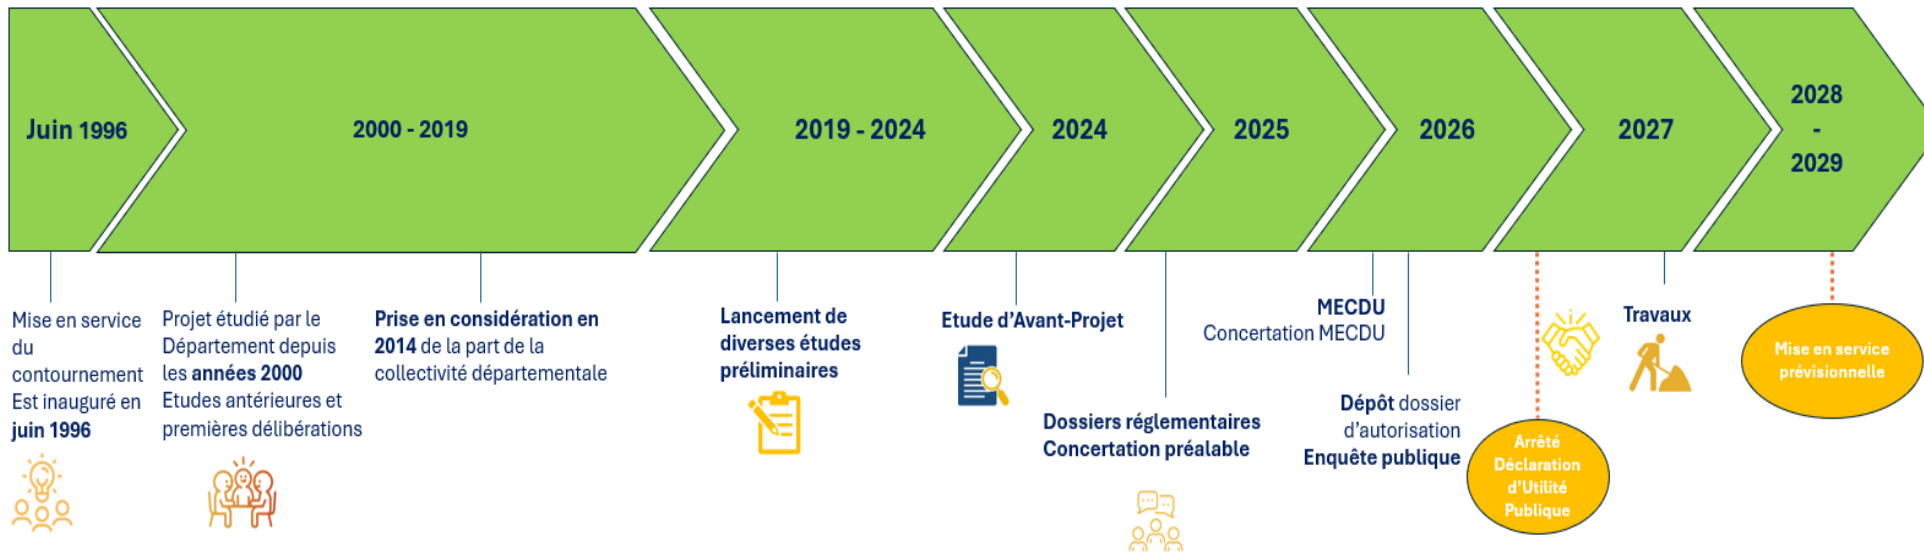 Juin 1996
2000 - 2019
2019 - 2024
2024
2025
2026
2027
2028
-
2029
Mise en service
du
contournement
Est inauguré en
juin 1996
Projet étudié par le
Département depuis
les années 2000
Etudes antérieures et
premières délibérations
Prise en considération en
2014 de la part de la
collectivité départementale
Lancement de
diverses études
préliminaires
Etude d’Avant-Projet
Dossiers réglementaires
Concertation préalable
MECDU
Concertation MECDU
Dépôt dossier
d’autorisation
Enquête publique
Arrêté
Déclaration
d’Utilité
Publique
Travaux
Mise en service
prévisionnelle